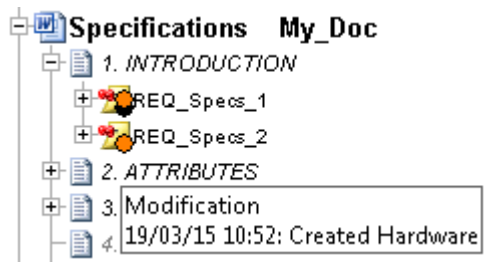 Specifications My_Doc
1. INTRODUCTION
REQ_Specs_1
REQ_Specs_2
2. ATTRIBUTES
3.
Modification
4.
19/03/15 10:52: Created Hardware